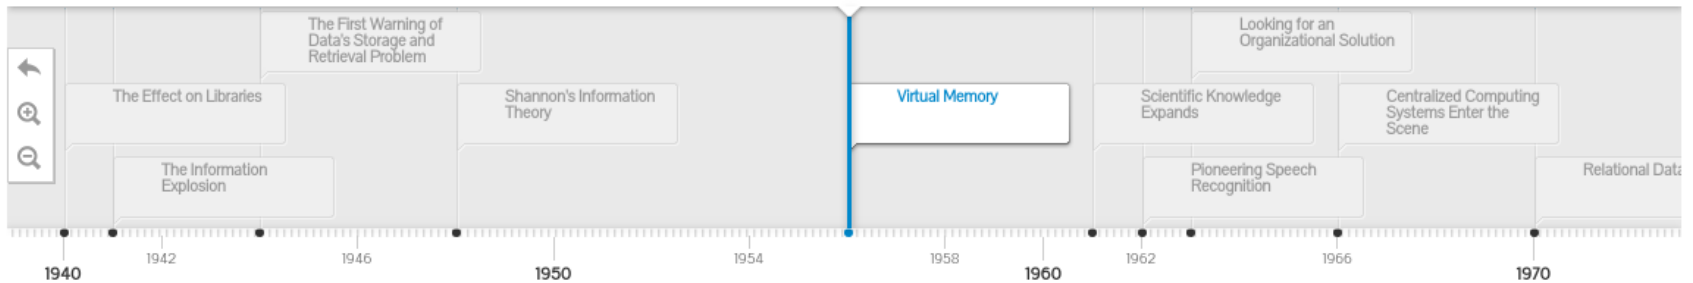 The First Warning of
Data's Storage and
Retrieval Problem
Looking for an
Organizational Solution
The Effect on Libraries
Shannon's Information
Theory
Virtual Memory
Scientific Knowledge
Expands
Centralized Computing
Systems Enter the
Scene
The Information
Explosion
Pioneering Speech
Recognition
Relational Data
1940
1942
1946
1950
1954
1958
1960
1962
1966
1970